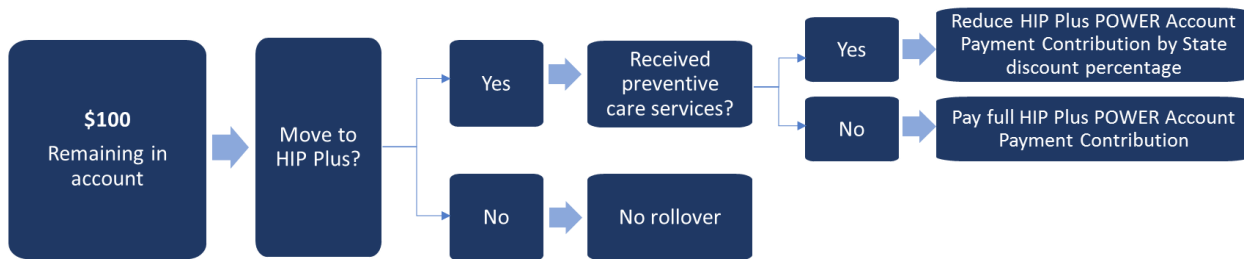 $100
Remaining in
account
Move to
HIP Plus?
Yes
Received
preventive
care services?
Yes
Reduce HIP Plus POWER Account
Payment Contribution by State
discount percentage
No
Pay full HIP Plus POWER Account
Payment Contribution
No
No rollover